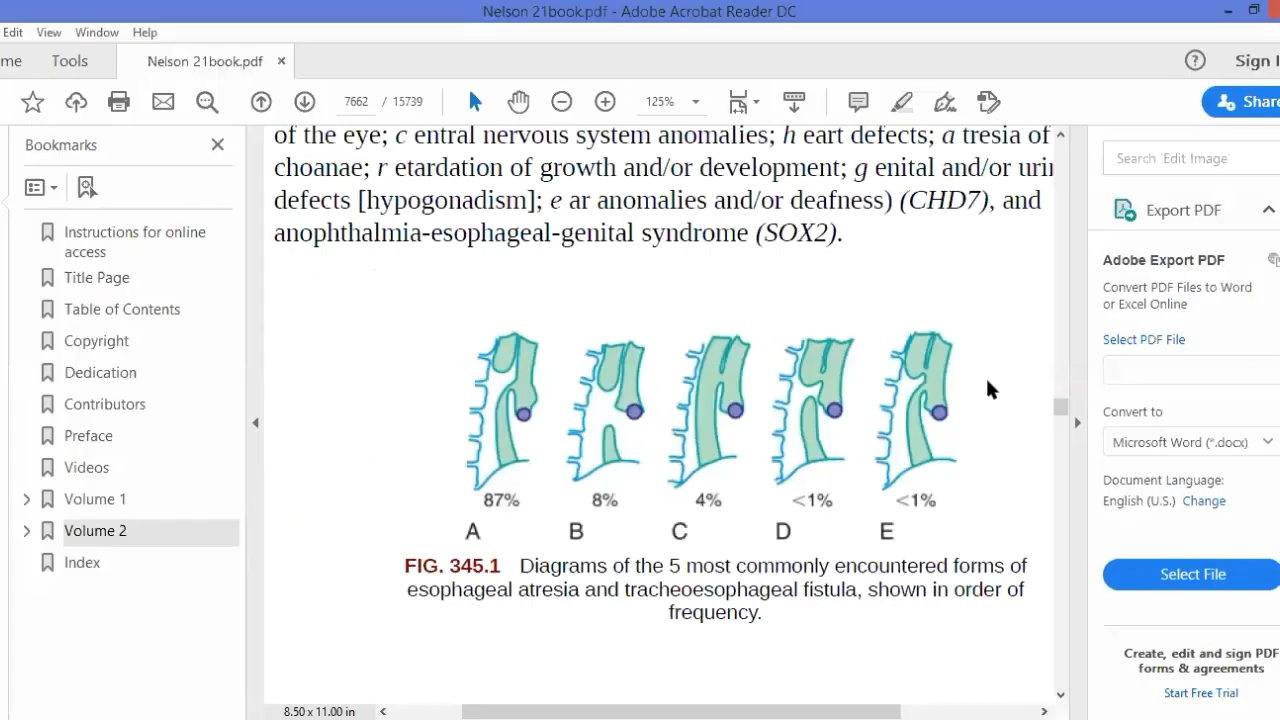 Nelson 21book.pdf - Adobe Acrobat Reader DC
Edit View Window Help
me Tools Nelson 21book.pdf × ? Sign I
7662 / 15739 125% Share
Bookmarks
Instructions for online
access
Title Page
Table of Contents
Copyright
Dedication
Contributors
Preface
Videos
Volume 1
Volume 2
Index
of the eye; c entral nervous system anomalies; h eart defects; a tresia of
choanae; r etardation of growth and/or development; g enital and/or urin
defects [hypogonadism]; e ar anomalies and/or deafness) (CHD7), and
anophthalmia-esophageal-genital syndrome (SOX2).
87% 8% 4% <1% <1%
A B C D E
FIG. 345.1 Diagrams of the 5 most commonly encountered forms of
esophageal atresia and tracheoesophageal fistula, shown in order of
frequency.
8.50 x 11.00 in
Search 'Edit Image'
Export PDF
Adobe Export PDF
Convert PDF Files to Word
or Excel Online
Select PDF File
Convert to
Microsoft Word (*.docx)
Document Language:
English (U.S.) Change
Select File
Create, edit and sign PDF
forms & agreements
Start Free Trial